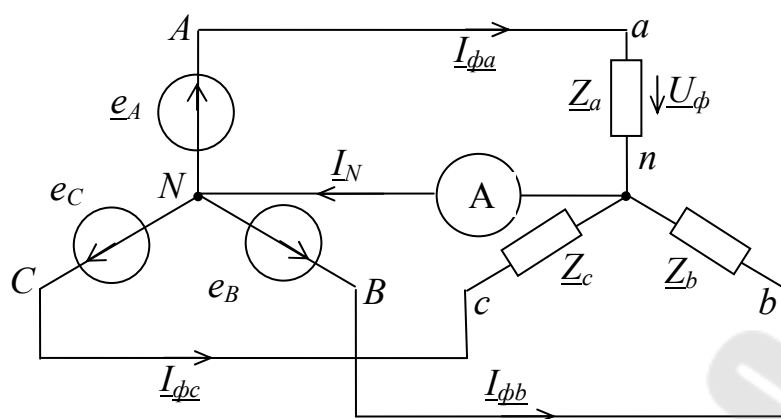 A a
I_фа
e_A Z_a U_ф
n
I_N
e_C N A
C e_B B c Z_c Z_b b
I_фс I_фb